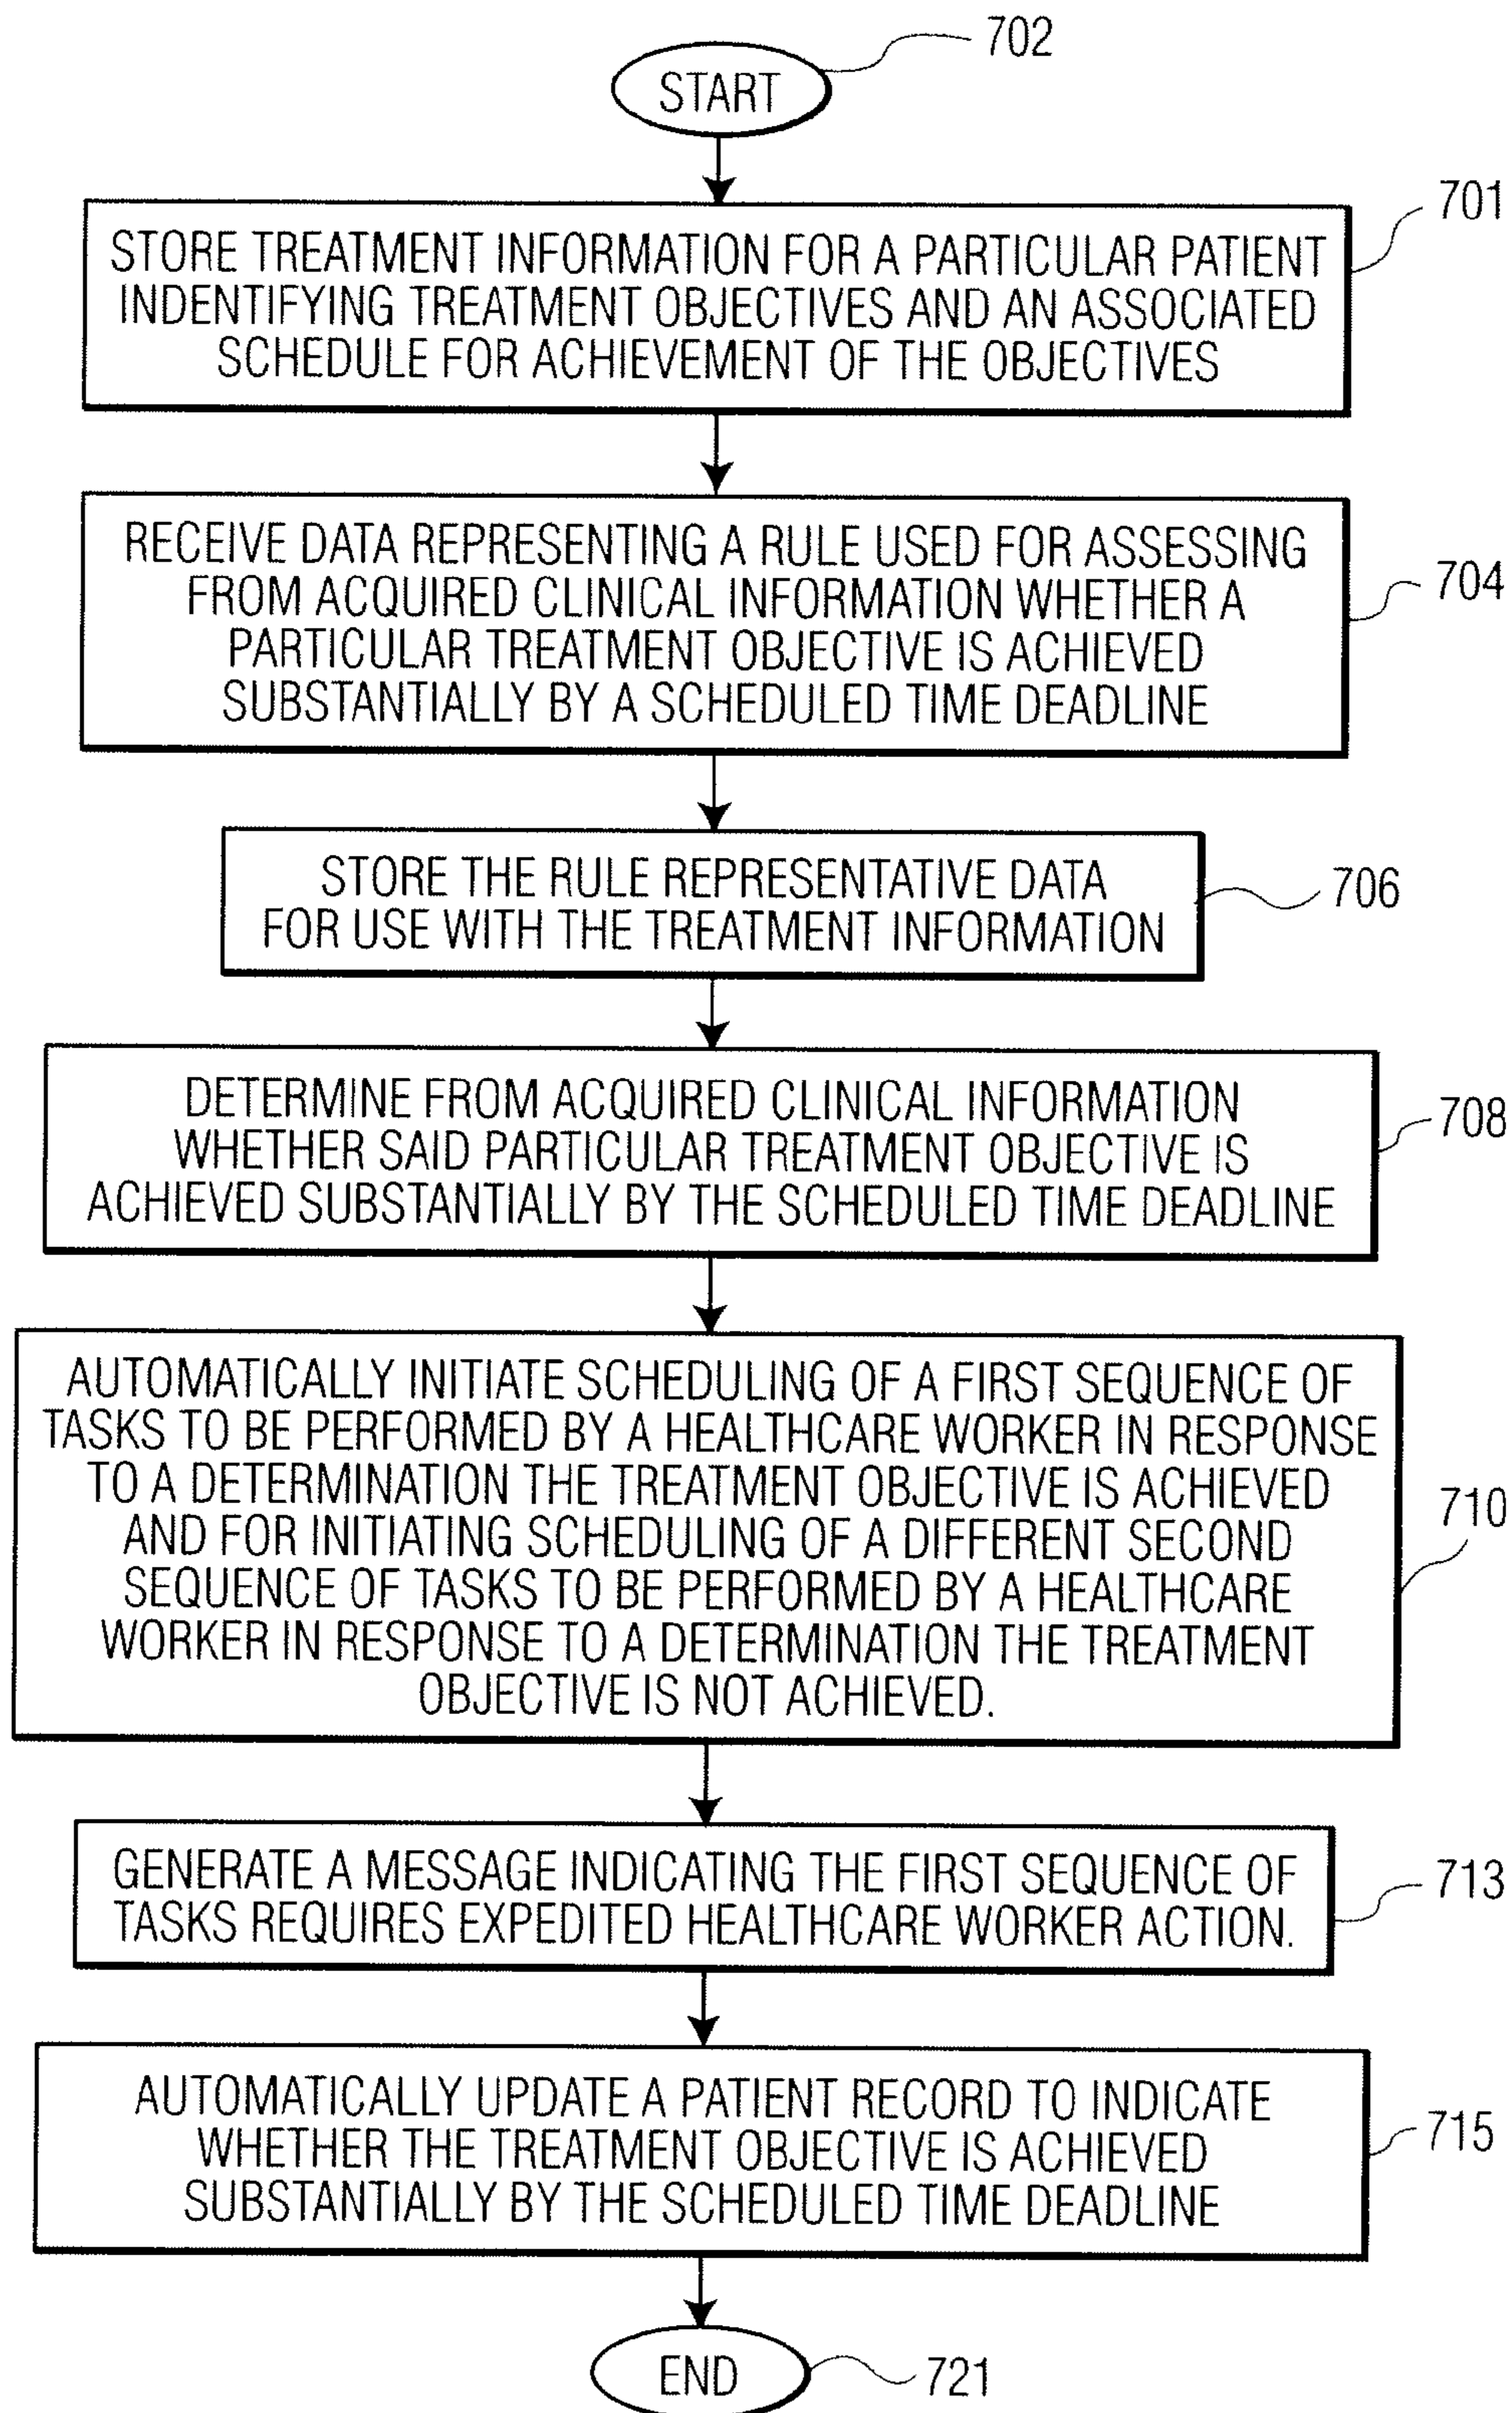 702
START
701
STORE TREATMENT INFORMATION FOR A PARTICULAR PATIENT
INDENTIFYING TREATMENT OBJECTIVES AND AN ASSOCIATED
SCHEDULE FOR ACHIEVEMENT OF THE OBJECTIVES
RECEIVE DATA REPRESENTING A RULE USED FOR ASSESSING
FROM ACQUIRED CLINICAL INFORMATION WHETHER A
PARTICULAR TREATMENT OBJECTIVE IS ACHIEVED
SUBSTANTIALLY BY A SCHEDULED TIME DEADLINE
704
STORE THE RULE REPRESENTATIVE DATA
FOR USE WITH THE TREATMENT INFORMATION
706
DETERMINE FROM ACQUIRED CLINICAL INFORMATION
WHETHER SAID PARTICULAR TREATMENT OBJECTIVE IS
ACHIEVED SUBSTANTIALLY BY THE SCHEDULED TIME DEADLINE
708
AUTOMATICALLY INITIATE SCHEDULING OF A FIRST SEQUENCE OF
TASKS TO BE PERFORMED BY A HEALTHCARE WORKER IN RESPONSE
TO A DETERMINATION THE TREATMENT OBJECTIVE IS ACHIEVED
AND FOR INITIATING SCHEDULING OF A DIFFERENT SECOND
SEQUENCE OF TASKS TO BE PERFORMED BY A HEALTHCARE
WORKER IN RESPONSE TO A DETERMINATION THE TREATMENT
OBJECTIVE IS NOT ACHIEVED.
710
GENERATE A MESSAGE INDICATING THE FIRST SEQUENCE OF
TASKS REQUIRES EXPEDITED HEALTHCARE WORKER ACTION.
713
AUTOMATICALLY UPDATE A PATIENT RECORD TO INDICATE
WHETHER THE TREATMENT OBJECTIVE IS ACHIEVED
SUBSTANTIALLY BY THE SCHEDULED TIME DEADLINE
715
END
721